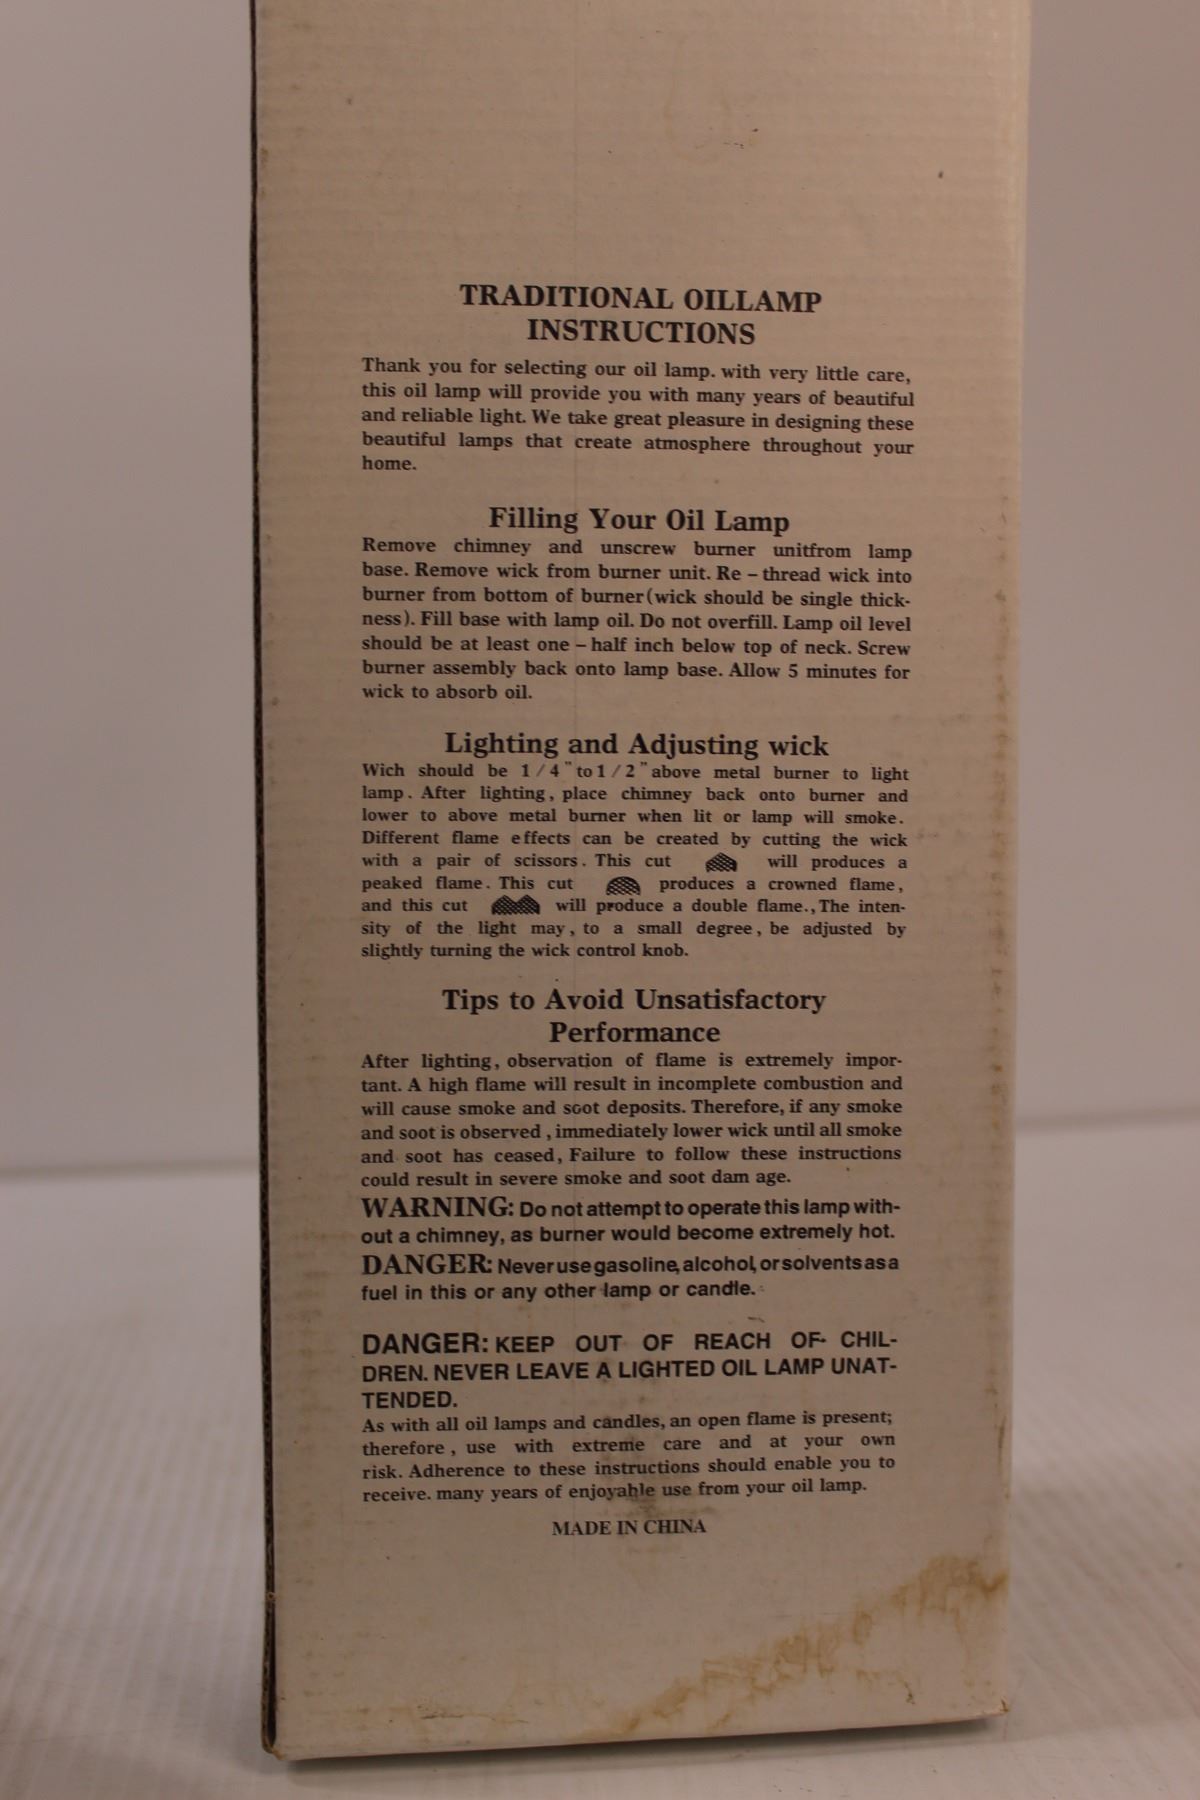 TRADITIONAL OILLAMP
INSTRUCTIONS
Thank you for selecting our oil lamp. with very little care,
this oil lamp will provide you with many years of beautiful
and reliable light. We take great pleasure in designing these
beautiful lamps that create atmosphere throughout your
home.
Filling Your Oil Lamp
Remove chimney and unscrew burner unitfrom lamp
base. Remove wick from burner unit. Re – thread wick into
burner from bottom of burner(wick should be single thick-
ness). Fill base with lamp oil. Do not overfill. Lamp oil level
should be at least one – half inch below top of neck. Screw
burner assembly back onto lamp base. Allow 5 minutes for
wick to absorb oil.
Lighting and Adjusting wick
Wich should be 1/4" to 1/2" above metal burner to light
lamp. After lighting, place chimney back onto burner and
lower to above metal burner when lit or lamp will smoke.
Different flame effects can be created by cutting the wick
with a pair of scissors. This cut will produces a
peaked flame. This cut produces a crowned flame,
and this cut will produce a double flame., The inten-
sity of the light may, to a small degree, be adjusted by
slightly turning the wick control knob.
Tips to Avoid Unsatisfactory
Performance
After lighting, observation of flame is extremely impor-
tant. A high flame will result in incomplete combustion and
will cause smoke and soot deposits. Therefore, if any smoke
and soot is observed, immediately lower wick until all smoke
and soot has ceased, Failure to follow these instructions
could result in severe smoke and soot dam age.
WARNING: Do not attempt to operate this lamp with-
out a chimney, as burner would become extremely hot.
DANGER: Never use gasoline, alcohol, or solvents as a
fuel in this or any other lamp or candle.
DANGER: KEEP OUT OF REACH OF CHIL-
DREN. NEVER LEAVE A LIGHTED OIL LAMP UNAT-
TENDED.
As with all oil lamps and candles, an open flame is present;
therefore, use with extreme care and at your own
risk. Adherence to these instructions should enable you to
receive. many years of enjoyable use from your oil lamp.
MADE IN CHINA